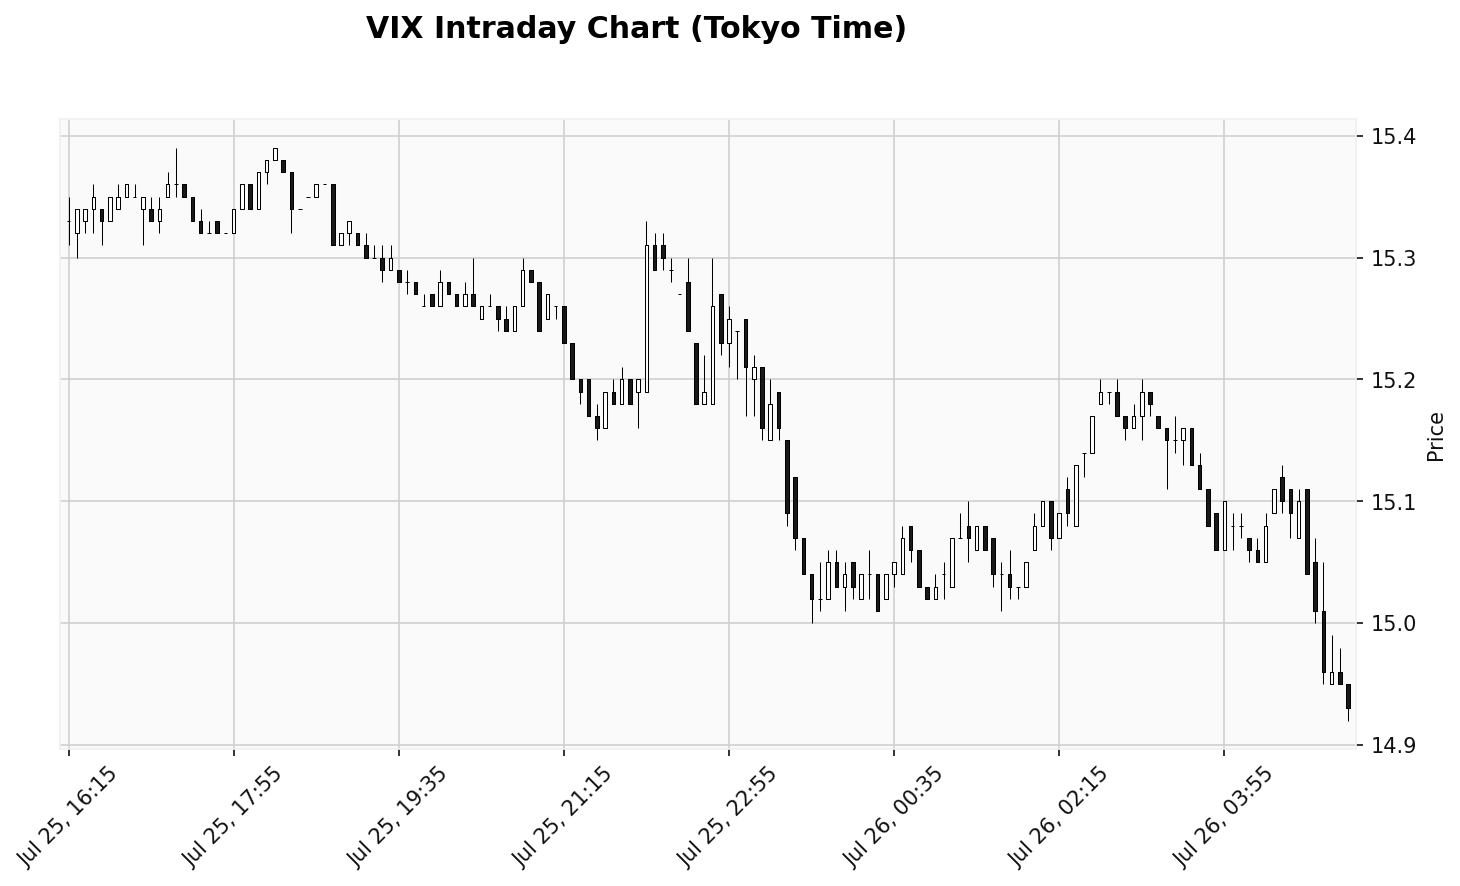 VIX Intraday Chart (Tokyo Time)
15.4
15.3
15.2
15.1
15.0
14.9
Price
Jul 25, 16:15
Jul 25, 17:55
Jul 25, 19:35
Jul 25, 21:15
Jul 25, 22:55
Jul 26, 00:35
Jul 26, 02:15
Jul 26, 03:55